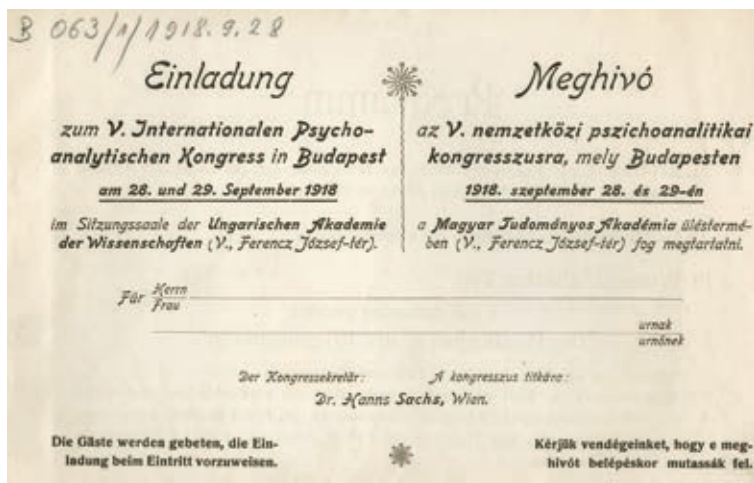 B 063/1/1918.9.28
Einladung
zum V. Internationalen Psycho-
analytischen Kongress in Budapest
am 28. und 29. September 1918
im Sitzungssaale der Ungarischen Akademie
der Wissenschaften (V., Ferencz József-tér).
Meghivó
az V. nemzetközi pszichoanalitikai
kongresszusra, mely Budapesten
1918. szeptember 28. és 29-én
a Magyar Tudományos Akadémia üléstermé-
ben (V., Ferencz József-tér) fog megtartatni.
Für Herrn
Frau
urnak
urnőnek
Der Kongressekretär: A kongresszus titkára:
Dr. Hanns Sachs, Wien.
Die Gäste werden gebeten, die Ein-
ladung beim Eintritt vorzuweisen.
Kérjük vendégeinket, hogy e meg-
hivót belépéskor mutassák fel.